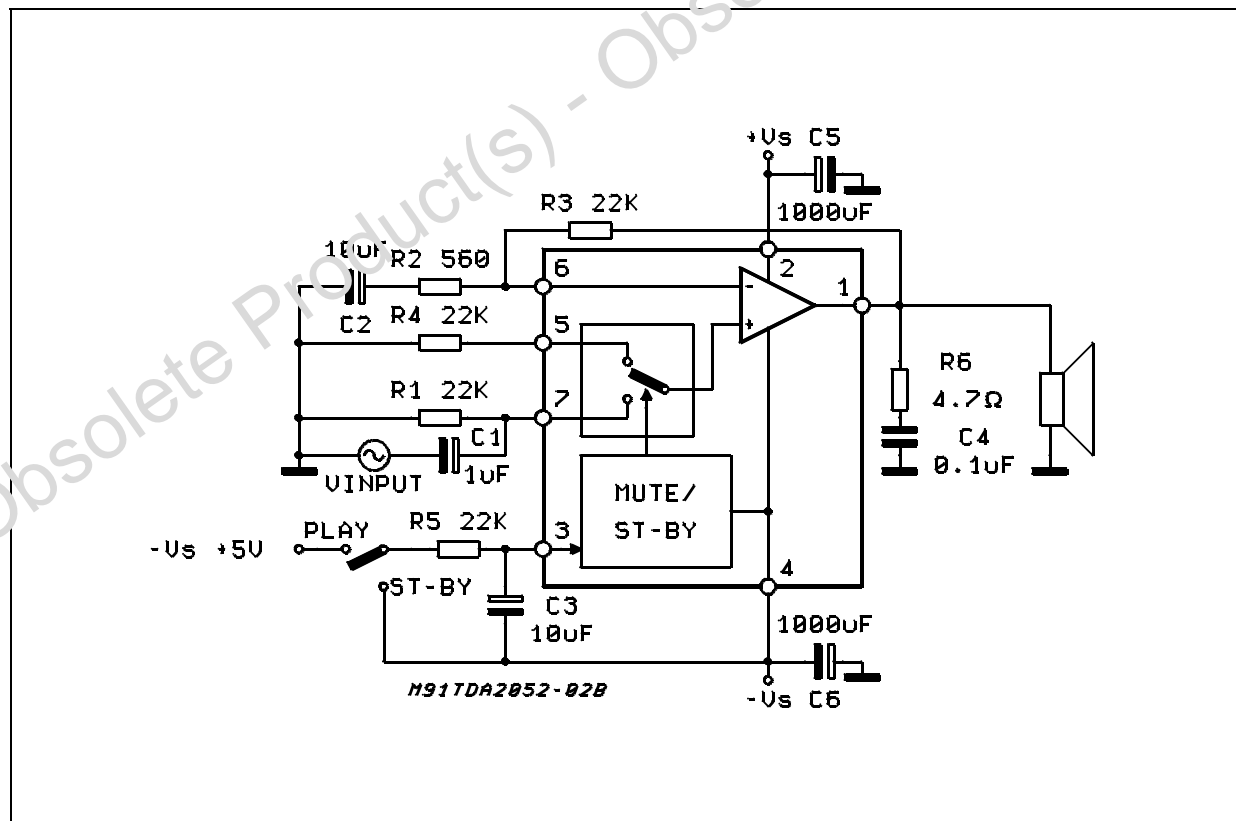 Obsolete Product(s) - Obso
+Vs C5
1000uF
R3 22K
10uF
R2 560
C2
6
2
1
R4 22K
5
R1 22K
7
C1
1uF
VINPUT
-
+
R6
4.7Ω
C4
0.1uF
MUTE/
ST-BY
PLAY
R5 22K
3
-Vs +5V
ST-BY
4
C3
10uF
1000uF
-Vs C6
M91TDA2052-02B